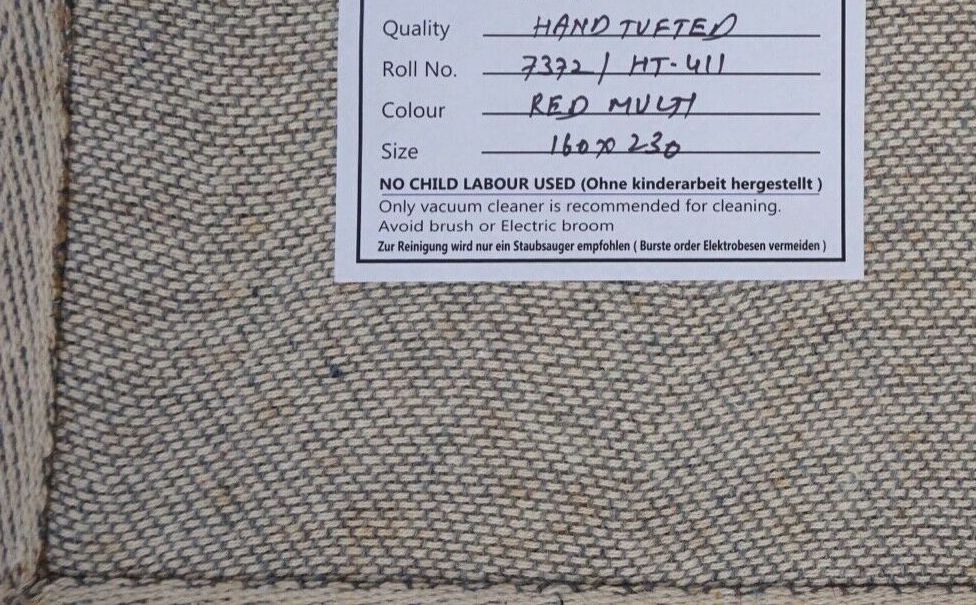 Quality HAND TUFTED
Roll No. 7372/ HT-411
Colour RED MULTI
Size 160 x 230
NO CHILD LABOUR USED (Ohne kinderarbeit hergestellt )
Only vacuum cleaner is recommended for cleaning.
Avoid brush or Electric broom
Zur Reinigung wird nur ein Staubsauger empfohlen ( Burste order Elektrobesen vermeiden )